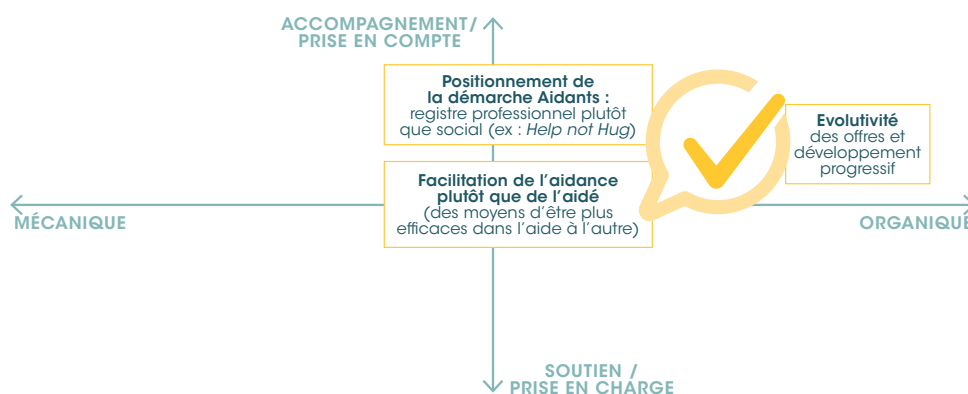 ACCOMPAGNEMENT/
PRISE EN COMPTE
Positionnement de
la démarche Aidants :
registre professionnel plutôt
que social (ex : Help not Hug)
Evolutivité
des offres et
développement
progressif
Facilitation de l'aidance
plutôt que de l'aidé
(des moyens d'être plus
efficaces dans l'aide à l'autre)
MÉCANIQUE
ORGANIQUE
SOUTIEN /
PRISE EN CHARGE